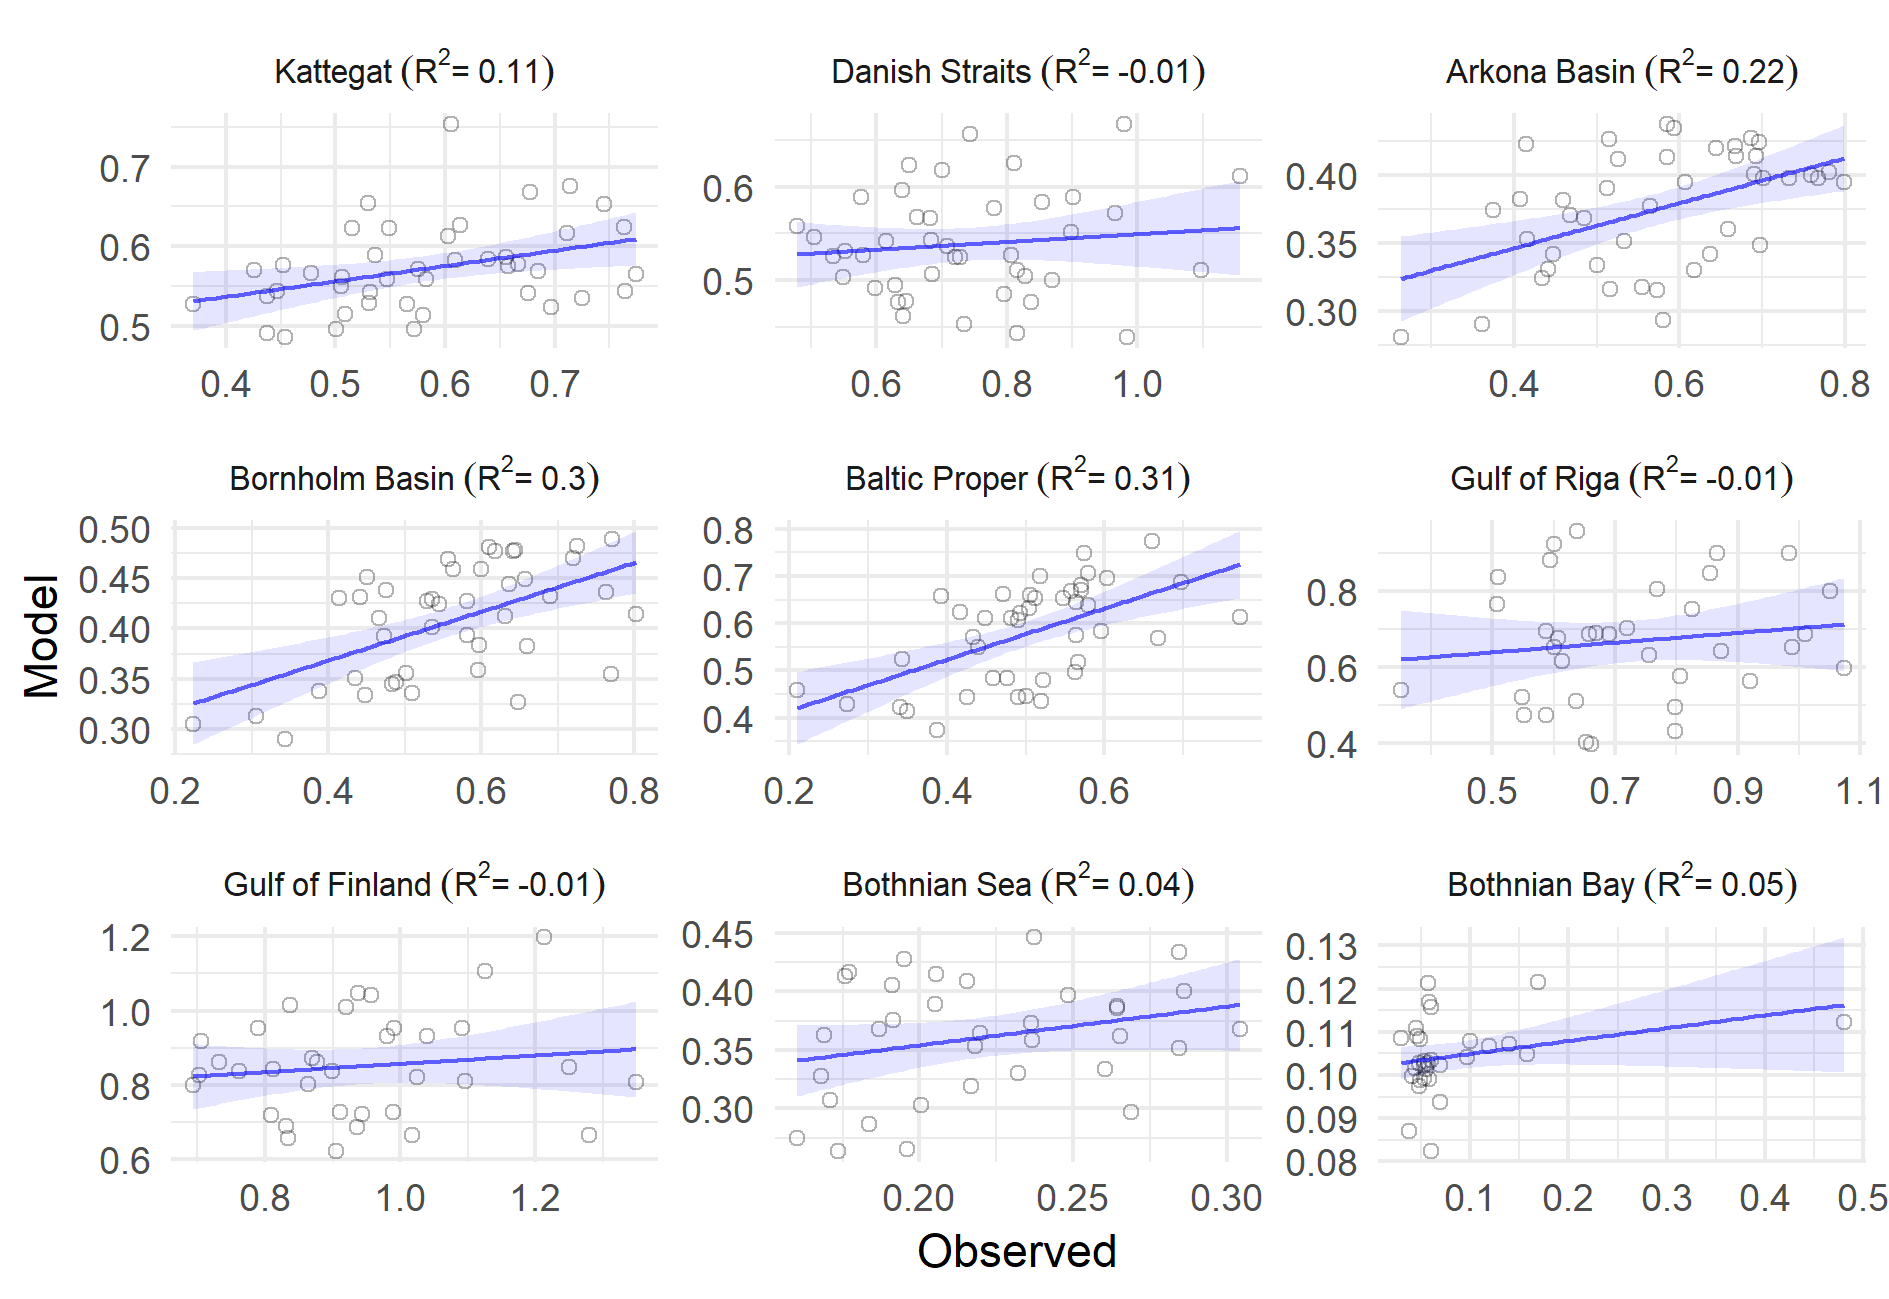 Kattegat (R2= 0.11)
Danish Straits (R2= -0.01)
Arkona Basin (R2= 0.22)
0.7
0.6
0.5
0.4 0.5 0.6 0.7
0.6
0.5
0.6 0.8 1.0
0.40
0.35
0.30
0.4 0.6 0.8
Bornholm Basin (R2= 0.3)
Baltic Proper (R2= 0.31)
Gulf of Riga (R2= -0.01)
0.50
0.45
0.40
0.35
0.30
0.2 0.4 0.6 0.8
0.8
0.7
0.6
0.5
0.4
0.2 0.4 0.6
0.8
0.6
0.4
0.5 0.7 0.9 1.1
Model
Gulf of Finland (R2= -0.01)
Bothnian Sea (R2= 0.04)
Bothnian Bay (R2= 0.05)
1.2
1.0
0.8
0.6
0.8 1.0 1.2
0.45
0.40
0.35
0.30
0.20 0.25 0.30
0.13
0.12
0.11
0.10
0.09
0.08
0.1 0.2 0.3 0.4 0.5
Observed